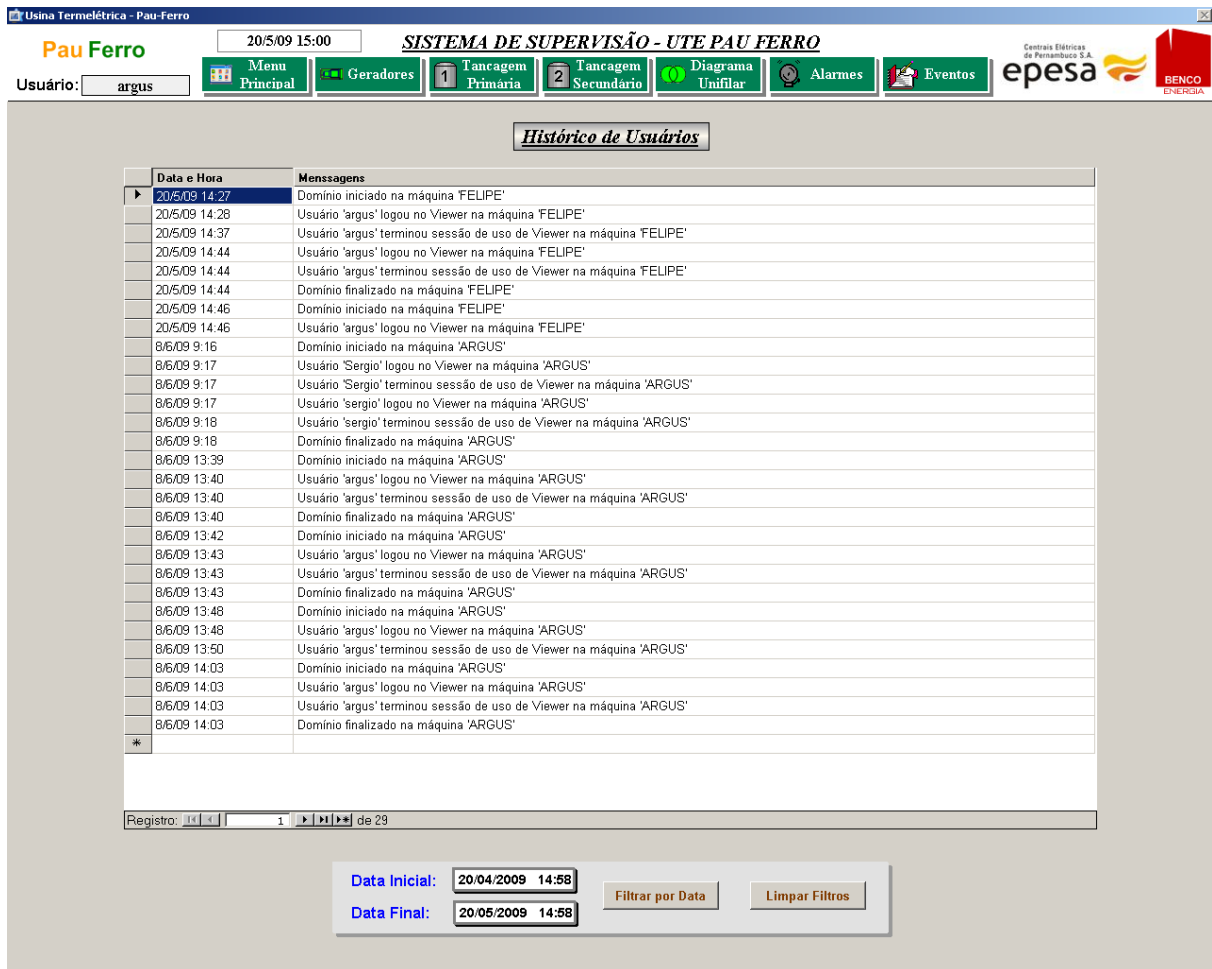 Usina Termelétrica - Pau-Ferro
Pau Ferro
20/5/09 15:00
SISTEMA DE SUPERVISÃO - UTE PAU FERRO
Usuário: argus
Menu Principal
Geradores
1 Tancagem Primária
2 Tancagem Secundário
Diagrama Unifilar
Alarmes
Eventos
Centrais Elétricas
de Pernambuco S.A.
epesa
BENCO
ENERGIA
Histórico de Usuários
Data e Hora Menssagens
20/5/09 14:27 Domínio iniciado na máquina 'FELIPE'
20/5/09 14:28 Usuário 'argus' logou no Viewer na máquina 'FELIPE'
20/5/09 14:37 Usuário 'argus' terminou sessão de uso de Viewer na máquina 'FELIPE'
20/5/09 14:44 Usuário 'argus' logou no Viewer na máquina 'FELIPE'
20/5/09 14:44 Usuário 'argus' terminou sessão de uso de Viewer na máquina 'FELIPE'
20/5/09 14:44 Domínio finalizado na máquina 'FELIPE'
20/5/09 14:46 Domínio iniciado na máquina 'FELIPE'
20/5/09 14:46 Usuário 'argus' logou no Viewer na máquina 'FELIPE'
8/6/09 9:16 Domínio iniciado na máquina 'ARGUS'
8/6/09 9:17 Usuário 'Sergio' logou no Viewer na máquina 'ARGUS'
8/6/09 9:17 Usuário 'Sergio' terminou sessão de uso de Viewer na máquina 'ARGUS'
8/6/09 9:17 Usuário 'sergio' logou no Viewer na máquina 'ARGUS'
8/6/09 9:18 Usuário 'sergio' terminou sessão de uso de Viewer na máquina 'ARGUS'
8/6/09 9:18 Domínio finalizado na máquina 'ARGUS'
8/6/09 13:39 Domínio iniciado na máquina 'ARGUS'
8/6/09 13:40 Usuário 'argus' logou no Viewer na máquina 'ARGUS'
8/6/09 13:40 Usuário 'argus' terminou sessão de uso de Viewer na máquina 'ARGUS'
8/6/09 13:40 Domínio finalizado na máquina 'ARGUS'
8/6/09 13:42 Domínio iniciado na máquina 'ARGUS'
8/6/09 13:43 Usuário 'argus' logou no Viewer na máquina 'ARGUS'
8/6/09 13:43 Usuário 'argus' terminou sessão de uso de Viewer na máquina 'ARGUS'
8/6/09 13:43 Domínio finalizado na máquina 'ARGUS'
8/6/09 13:48 Domínio iniciado na máquina 'ARGUS'
8/6/09 13:48 Usuário 'argus' logou no Viewer na máquina 'ARGUS'
8/6/09 13:50 Usuário 'argus' terminou sessão de uso de Viewer na máquina 'ARGUS'
8/6/09 14:03 Domínio iniciado na máquina 'ARGUS'
8/6/09 14:03 Usuário 'argus' logou no Viewer na máquina 'ARGUS'
8/6/09 14:03 Usuário 'argus' terminou sessão de uso de Viewer na máquina 'ARGUS'
8/6/09 14:03 Domínio finalizado na máquina 'ARGUS'
Registro: 1 de 29
Data Inicial: 20/04/2009 14:58
Data Final: 20/05/2009 14:58
Filtrar por Data
Limpar Filtros